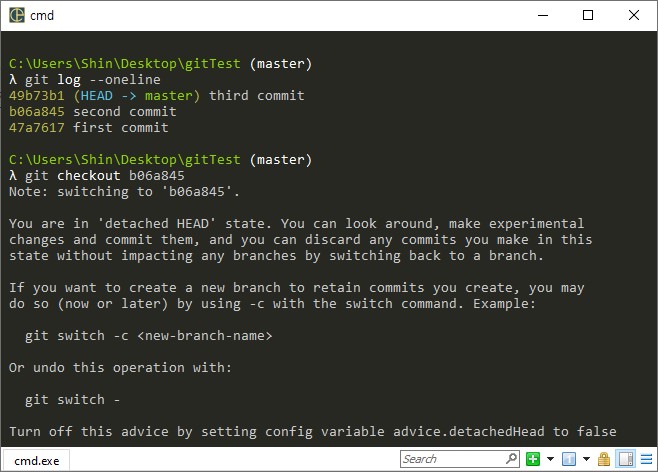 cmd
C:\Users\Shin\Desktop\gitTest (master)
λ git log --oneline
49b73b1 (HEAD -> master) third commit
b06a845 second commit
47a7617 first commit
C:\Users\Shin\Desktop\gitTest (master)
λ git checkout b06a845
Note: switching to 'b06a845'.
You are in 'detached HEAD' state. You can look around, make experimental
changes and commit them, and you can discard any commits you make in this
state without impacting any branches by switching back to a branch.
If you want to create a new branch to retain commits you create, you may
do so (now or later) by using -c with the switch command. Example:
git switch -c <new-branch-name>
Or undo this operation with:
git switch -
Turn off this advice by setting config variable advice.detachedHead to false
cmd.exe
Search